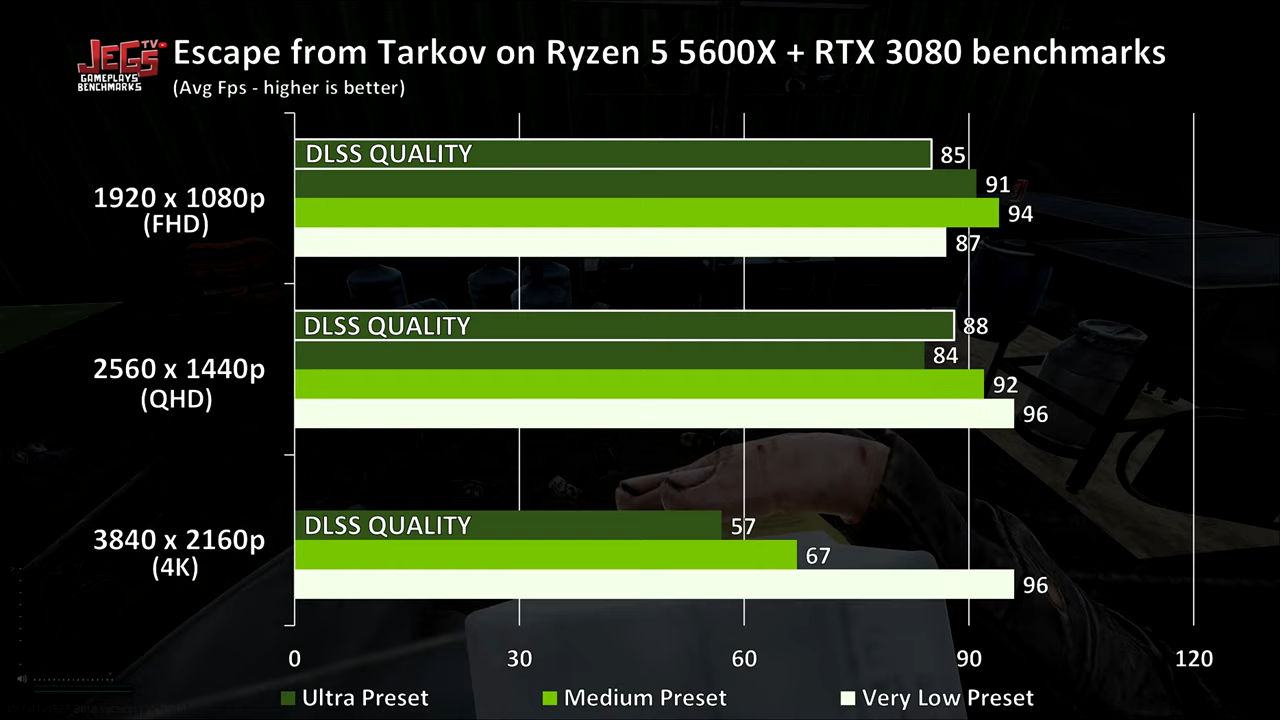 JEGS TV
GAMEPLAYS
BENCHMARKS
Escape from Tarkov on Ryzen 5 5600X + RTX 3080 benchmarks
(Avg Fps - higher is better)
1920 x 1080p
(FHD)
DLSS QUALITY 85
91
94
87
2560 x 1440p
(QHD)
DLSS QUALITY 88
84
92
96
3840 x 2160p
(4K)
DLSS QUALITY 57
67
96
0 30 60 90 120
Ultra Preset Medium Preset Very Low Preset